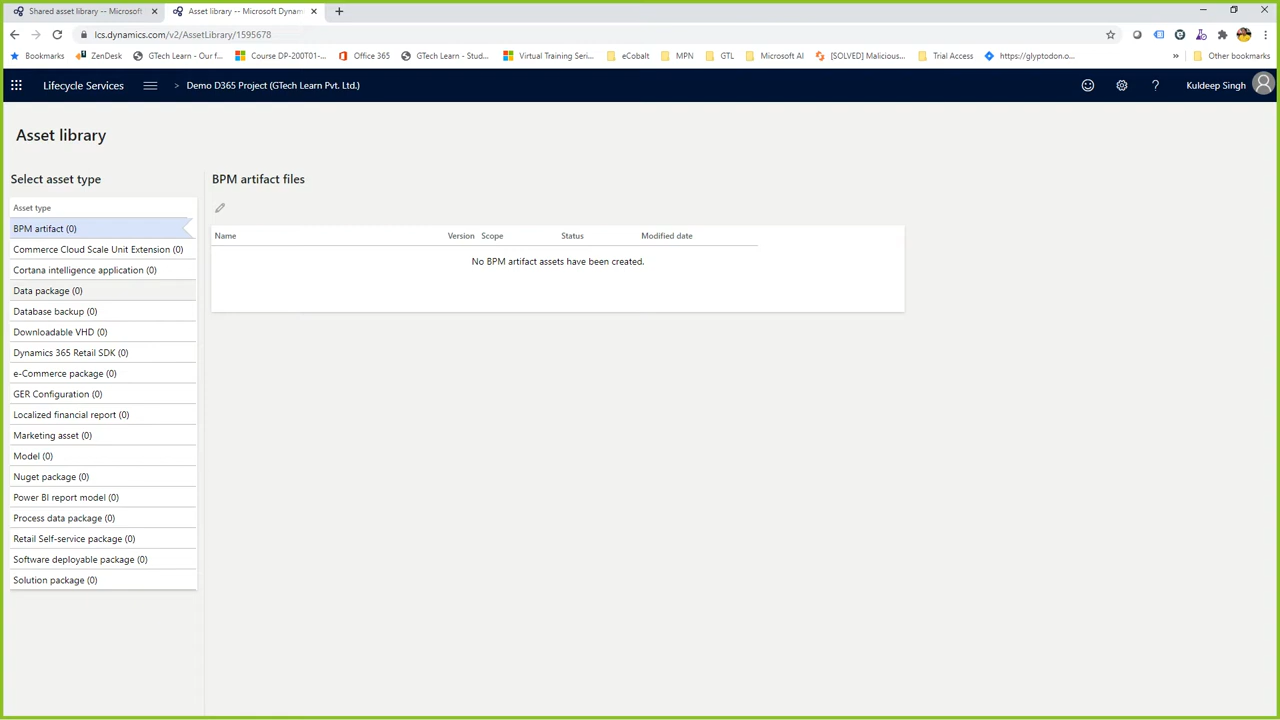 Shared asset library -- Microsoft
Asset library -- Microsoft Dynam
lcs.dynamics.com/v2/AssetLibrary/1595678
Bookmarks
ZenDesk
GTech Learn - Our f...
Course DP-200T01-...
Office 365
GTech Learn - Stud...
Virtual Training Seri...
eCobalt
MPN
GTL
Microsoft AI
[SOLVED] Malicious...
Trial Access
https://glyptodon.o...
»
Other bookmarks
Lifecycle Services
> Demo D365 Project (GTech Learn Pvt. Ltd.)
?
Kuldeep Singh
Asset library
Select asset type
Asset type
BPM artifact (0)
Commerce Cloud Scale Unit Extension (0)
Cortana intelligence application (0)
Data package (0)
Database backup (0)
Downloadable VHD (0)
Dynamics 365 Retail SDK (0)
e-Commerce package (0)
GER Configuration (0)
Localized financial report (0)
Marketing asset (0)
Model (0)
Nuget package (0)
Power BI report model (0)
Process data package (0)
Retail Self-service package (0)
Software deployable package (0)
Solution package (0)
BPM artifact files
Name Version Scope Status Modified date
No BPM artifact assets have been created.